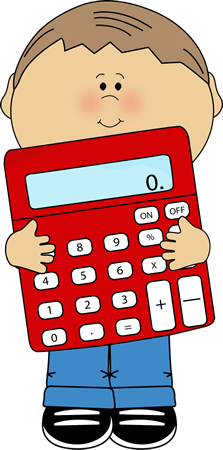 0.
ON OFF
8 9 %
4 5 6 x
1 2 3 + −
0 . =